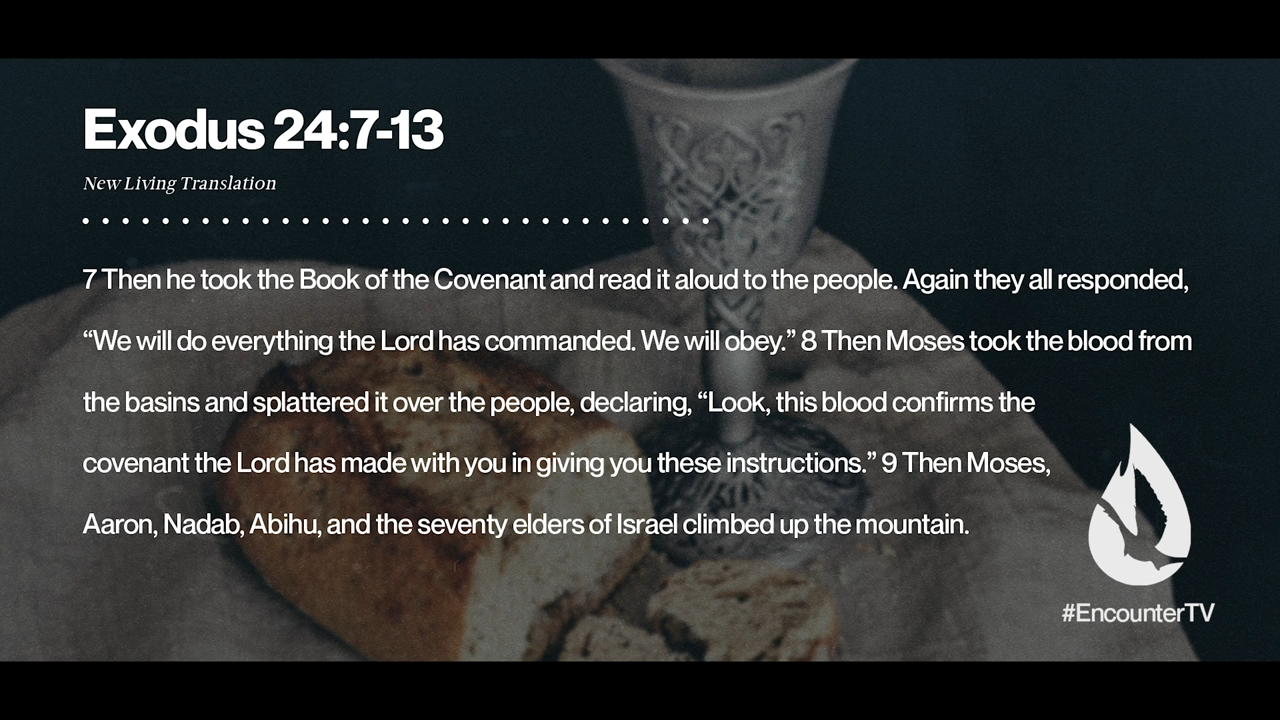 Exodus 24:7-13
New Living Translation
7 Then he took the Book of the Covenant and read it aloud to the people. Again they all responded,
“We will do everything the Lord has commanded. We will obey.” 8 Then Moses took the blood from
the basins and splattered it over the people, declaring, “Look, this blood confirms the
covenant the Lord has made with you in giving you these instructions.” 9 Then Moses,
Aaron, Nadab, Abihu, and the seventy elders of Israel climbed up the mountain.
#EncounterTV